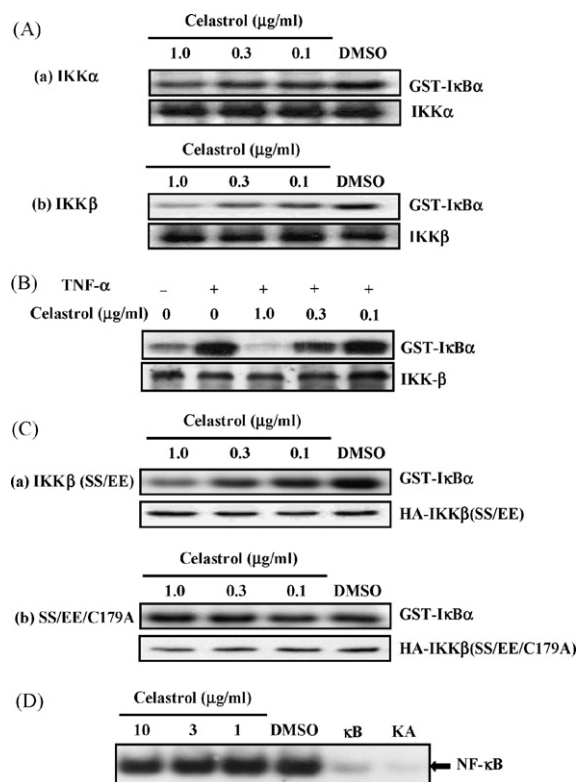 (A)
Celastrol (µg/ml)
1.0 0.3 0.1 DMSO
(a) IKKα
GST-IκBα
IKKα
Celastrol (µg/ml)
1.0 0.3 0.1 DMSO
(b) IKKβ
GST-IκBα
IKKβ
(B)
TNF-α – + + + +
Celastrol (µg/ml) 0 0 1.0 0.3 0.1
GST-IκBα
IKK-β
(C)
Celastrol (µg/ml)
1.0 0.3 0.1 DMSO
(a) IKKβ (SS/EE)
GST-IκBα
HA-IKKβ(SS/EE)
Celastrol (µg/ml)
1.0 0.3 0.1 DMSO
(b) SS/EE/C179A
GST-IκBα
HA-IKKβ(SS/EE/C179A)
(D)
Celastrol (µg/ml)
10 3 1 DMSO κB KA
NF-κB